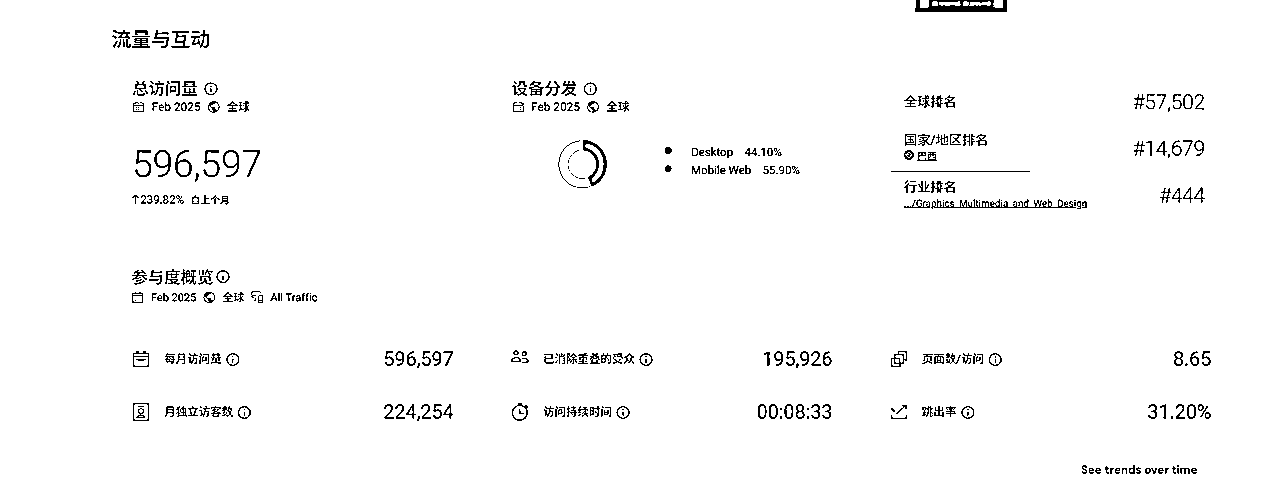 流量与互动
总访问量
Feb 2025 全球
596,597
↑239.82% 自上个月
设备分发
Feb 2025 全球
Desktop 44.10%
Mobile Web 55.90%
全球排名 #57,502
国家/地区排名 #14,679
巴西
行业排名 #444
.../Graphics Multimedia and Web Design
参与度概览
Feb 2025 全球 All Traffic
每月访问量 596,597
已消除重叠的受众 195,926
页面数/访问 8.65
月独立访客数 224,254
访问持续时间 00:08:33
跳出率 31.20%
See trends over time